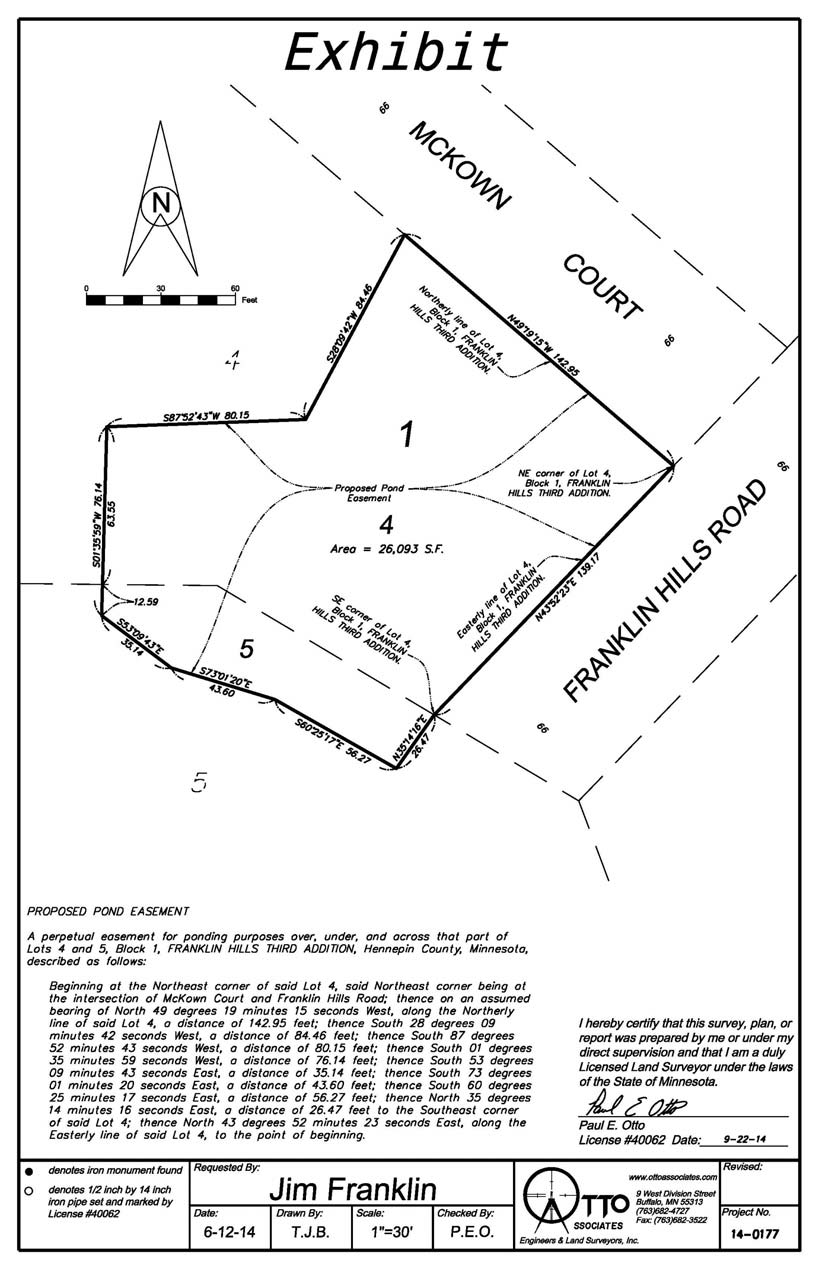 Exhibit
66
MCKOWN
COURT
66
N
0 30 60
Feet
S28°09'42"W 84.46
Northerly line of Lot 4,
Block 1, FRANKLIN
HILLS THIRD ADDITION.
N49°19'15"W 142.95
4
S87°52'43"W 80.15
1
NE corner of Lot 4,
Block 1, FRANKLIN
HILLS THIRD ADDITION.
66
Proposed Pond
Easement
4
Area = 26,093 S.F.
S01°35'59"W 76.14
63.55
Easterly line of Lot 4,
Block 1, FRANKLIN
HILLS THIRD ADDITION.
N43°52'23"E 139.17
FRANKLIN HILLS ROAD
12.59
SE corner of Lot 4,
Block 1, FRANKLIN
HILLS THIRD ADDITION.
S53°09'43"E
35.14
5
S73°01'20"E
43.60
S60°25'17"E 56.27
N35°14'16"E
26.47
66
5
PROPOSED POND EASEMENT
A perpetual easement for ponding purposes over, under, and across that part of
Lots 4 and 5, Block 1, FRANKLIN HILLS THIRD ADDITION, Hennepin County, Minnesota,
described as follows:
Beginning at the Northeast corner of said Lot 4, said Northeast corner being at
the intersection of McKown Court and Franklin Hills Road; thence on an assumed
bearing of North 49 degrees 19 minutes 15 seconds West, along the Northerly
line of said Lot 4, a distance of 142.95 feet; thence South 28 degrees 09
minutes 42 seconds West, a distance of 84.46 feet; thence South 87 degrees
52 minutes 43 seconds West, a distance of 80.15 feet; thence South 01 degrees
35 minutes 59 seconds West, a distance of 76.14 feet; thence South 53 degrees
09 minutes 43 seconds East, a distance of 35.14 feet; thence South 73 degrees
01 minutes 20 seconds East, a distance of 43.60 feet; thence South 60 degrees
25 minutes 17 seconds East, a distance of 56.27 feet; thence North 35 degrees
14 minutes 16 seconds East, a distance of 26.47 feet to the Southeast corner
of said Lot 4; thence North 43 degrees 52 minutes 23 seconds East, along the
Easterly line of said Lot 4, to the point of beginning.
I hereby certify that this survey, plan, or
report was prepared by me or under my
direct supervision and that I am a duly
Licensed Land Surveyor under the laws
of the State of Minnesota.
Paul E Otto
Paul E. Otto
License #40062 Date: 9-22-14
denotes iron monument found
denotes 1/2 inch by 14 inch
iron pipe set and marked by
License #40062
Requested By:
Jim Franklin
Date:
6-12-14
Drawn By:
T.J.B.
Scale:
1"=30'
Checked By:
P.E.O.
www.ottoassociates.com
9 West Division Street
Buffalo, MN 55313
(763)682-4727
Fax: (763)682-3522
OTTO
ASSOCIATES
Engineers & Land Surveyors, Inc.
Revised:
Project No.
14-0177